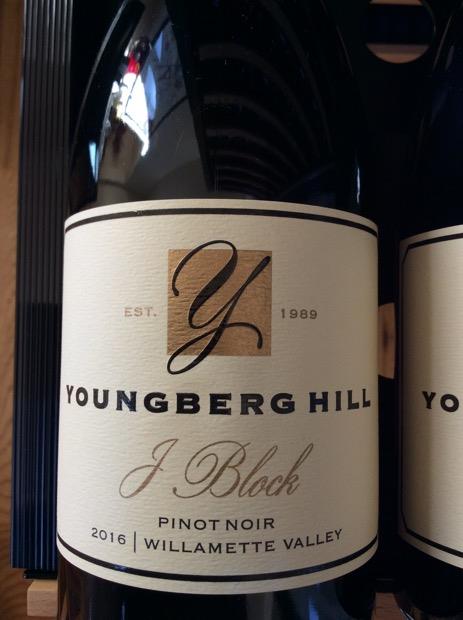 EST. Y 1989
YOUNGBERG HILL
J Block
PINOT NOIR
2016 | WILLAMETTE VALLEY
YO